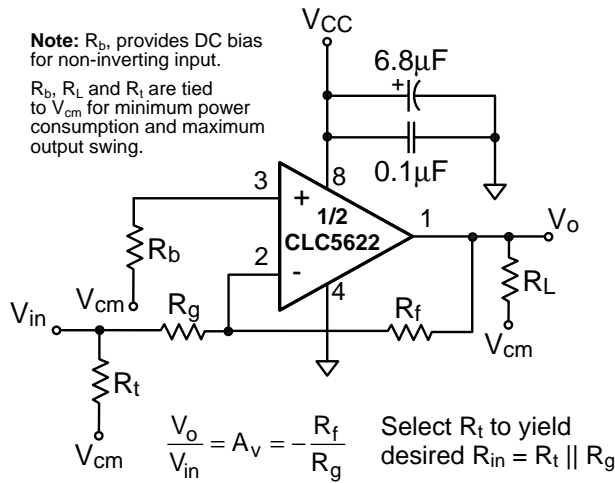 Note: Rb, provides DC bias
for non-inverting input.
Rb, RL and Rt are tied
to Vcm for minimum power
consumption and maximum
output swing.
VCC
6.8µF
+
0.1µF
3
8
+
1/2
CLC5622
1
Vo
Rb
2
-
4
Vcm
Rg
Rf
RL
Vin
Vcm
Rt
Vcm
Vo/Vin = Av = −Rf/Rg
Select Rt to yield
desired Rin = Rt || Rg